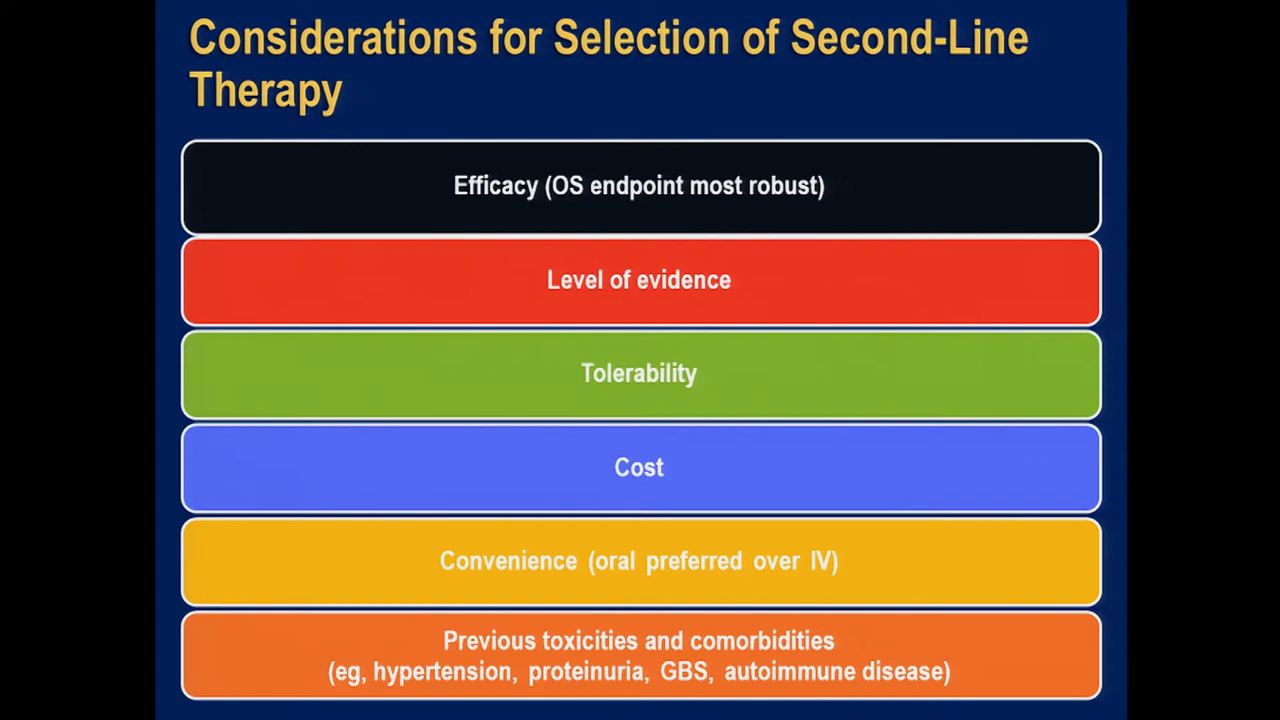 Considerations for Selection of Second-Line
Therapy
Efficacy (OS endpoint most robust)
Level of evidence
Tolerability
Cost
Convenience (oral preferred over IV)
Previous toxicities and comorbidities
(eg, hypertension, proteinuria, GBS, autoimmune disease)